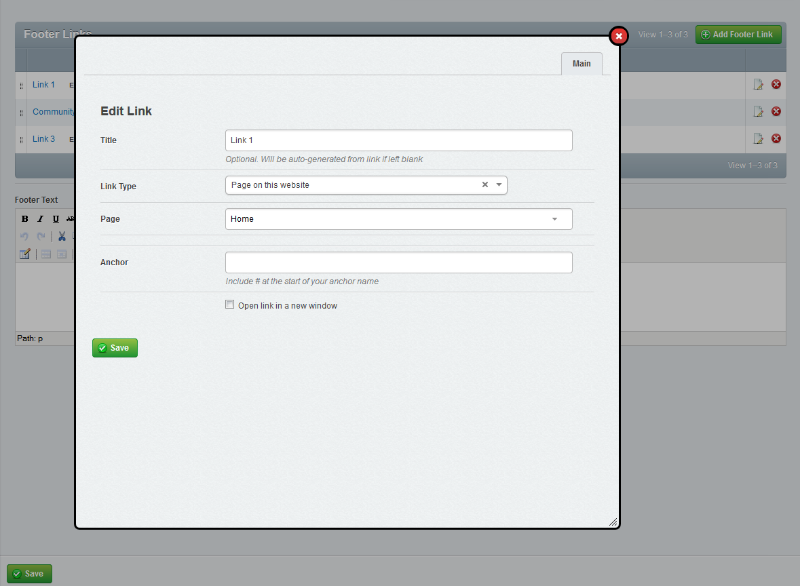 Footer Links
View 1-3 of 3
Add Footer Link
Main
Link 1
Community
Link 3
View 1-3 of 3
Edit Link
Title
Link 1
Optional. Will be auto-generated from link if left blank
Link Type
Page on this website
Page
Home
Anchor
Include # at the start of your anchor name
Open link in a new window
Save
Footer Text
B I U ABC
Path: p
Save